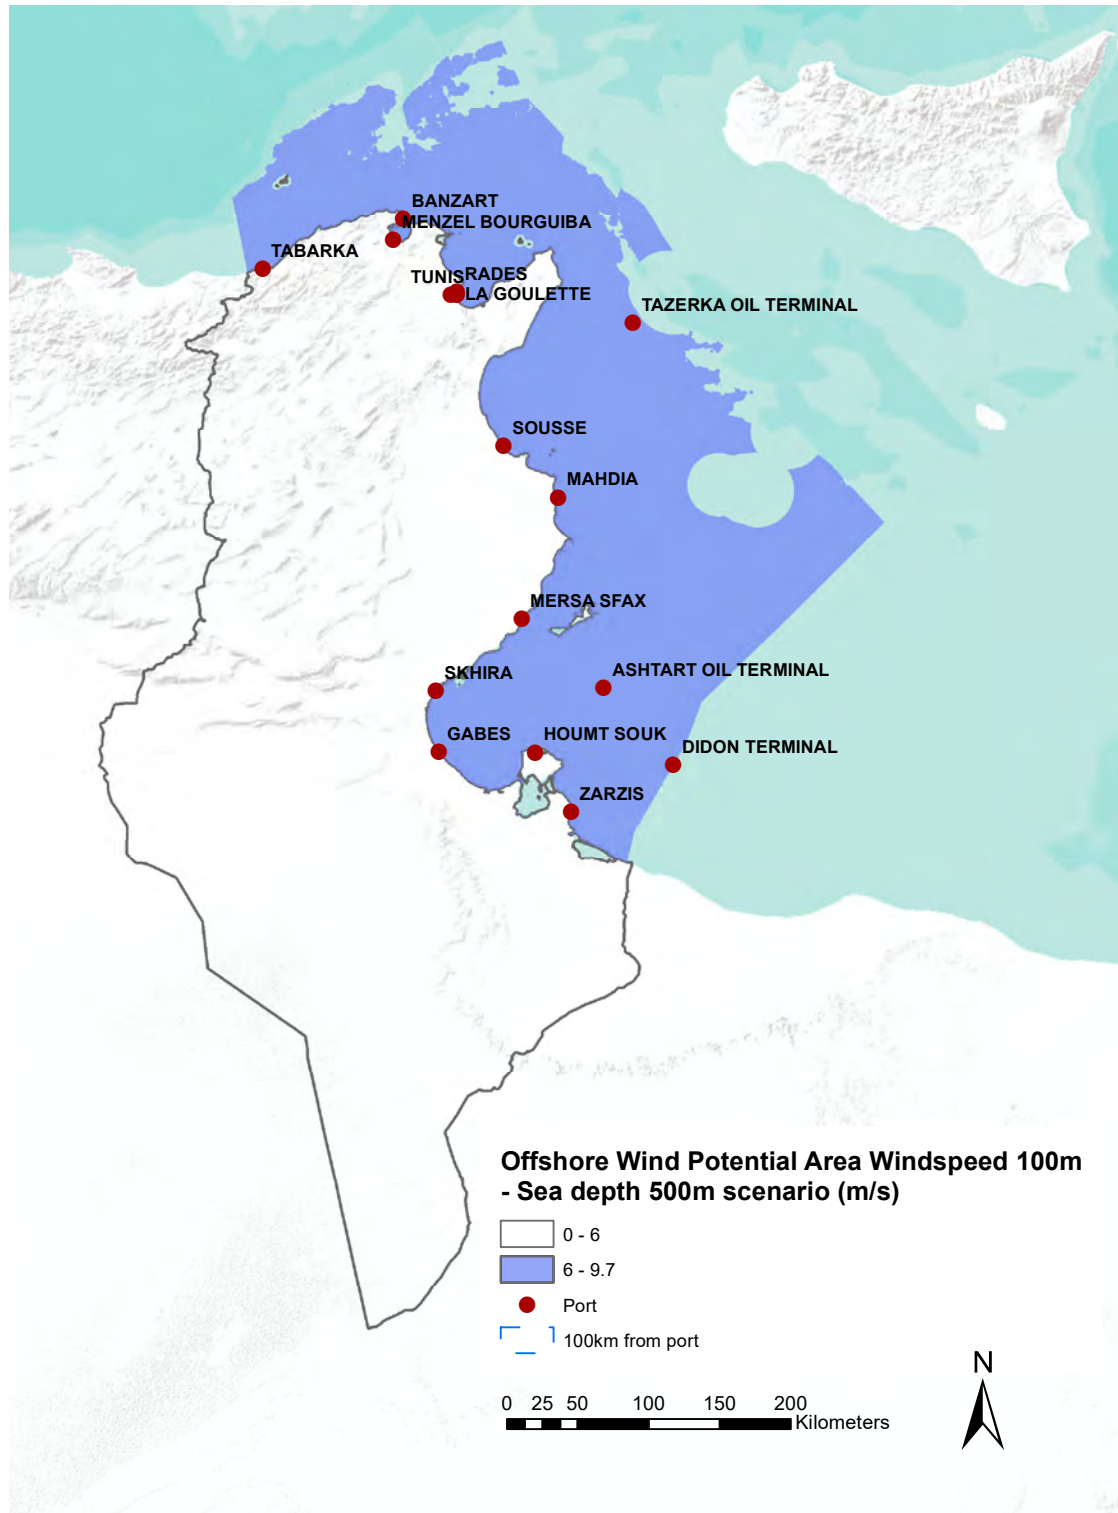 BANZART
MENZEL BOURGUIBA
TABARKA
TUNIS
RADES
LA GOULETTE
TAZERKA OIL TERMINAL
SOUSSE
MAHDIA
MERSA SFAX
SKHIRA
ASHTART OIL TERMINAL
GABES
HOUMT SOUK
DIDON TERMINAL
ZARZIS
Offshore Wind Potential Area Windspeed 100m
- Sea depth 500m scenario (m/s)
0 - 6
6 - 9.7
Port
100km from port
N
0 25 50 100 150 200
Kilometers